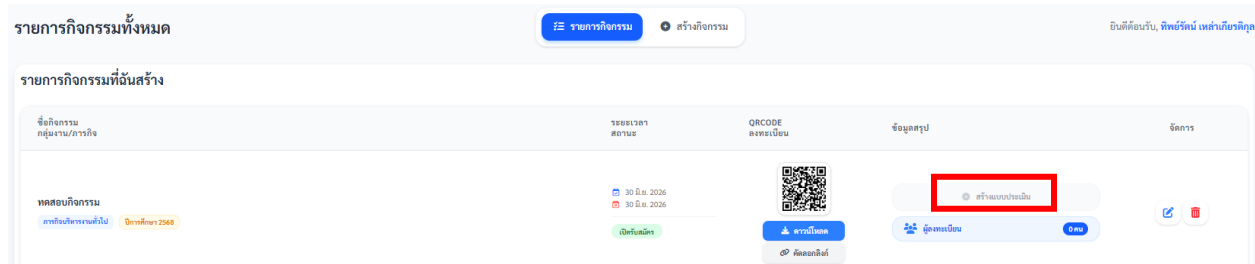 รายการกิจกรรมทั้งหมด
รายการกิจกรรม สร้างกิจกรรม
ยินดีต้อนรับ, ทิพย์รัตน์ เหล่าเกียรติกุล
รายการกิจกรรมที่ฉันสร้าง
ชื่อกิจกรรม
กลุ่มงาน/ภารกิจ
ระยะเวลา
สถานะ
QRCODE
ลงทะเบียน
ข้อมูลสรุป
จัดการ
ทดสอบกิจกรรม
ภารกิจบริหารงานทั่วไป ปีการศึกษา 2568
30 มิ.ย. 2026
30 มิ.ย. 2026
เปิดรับสมัคร
ดาวน์โหลด
คัดลอกลิงก์
สร้างแบบประเมิน
ผู้ลงทะเบียน 0 คน